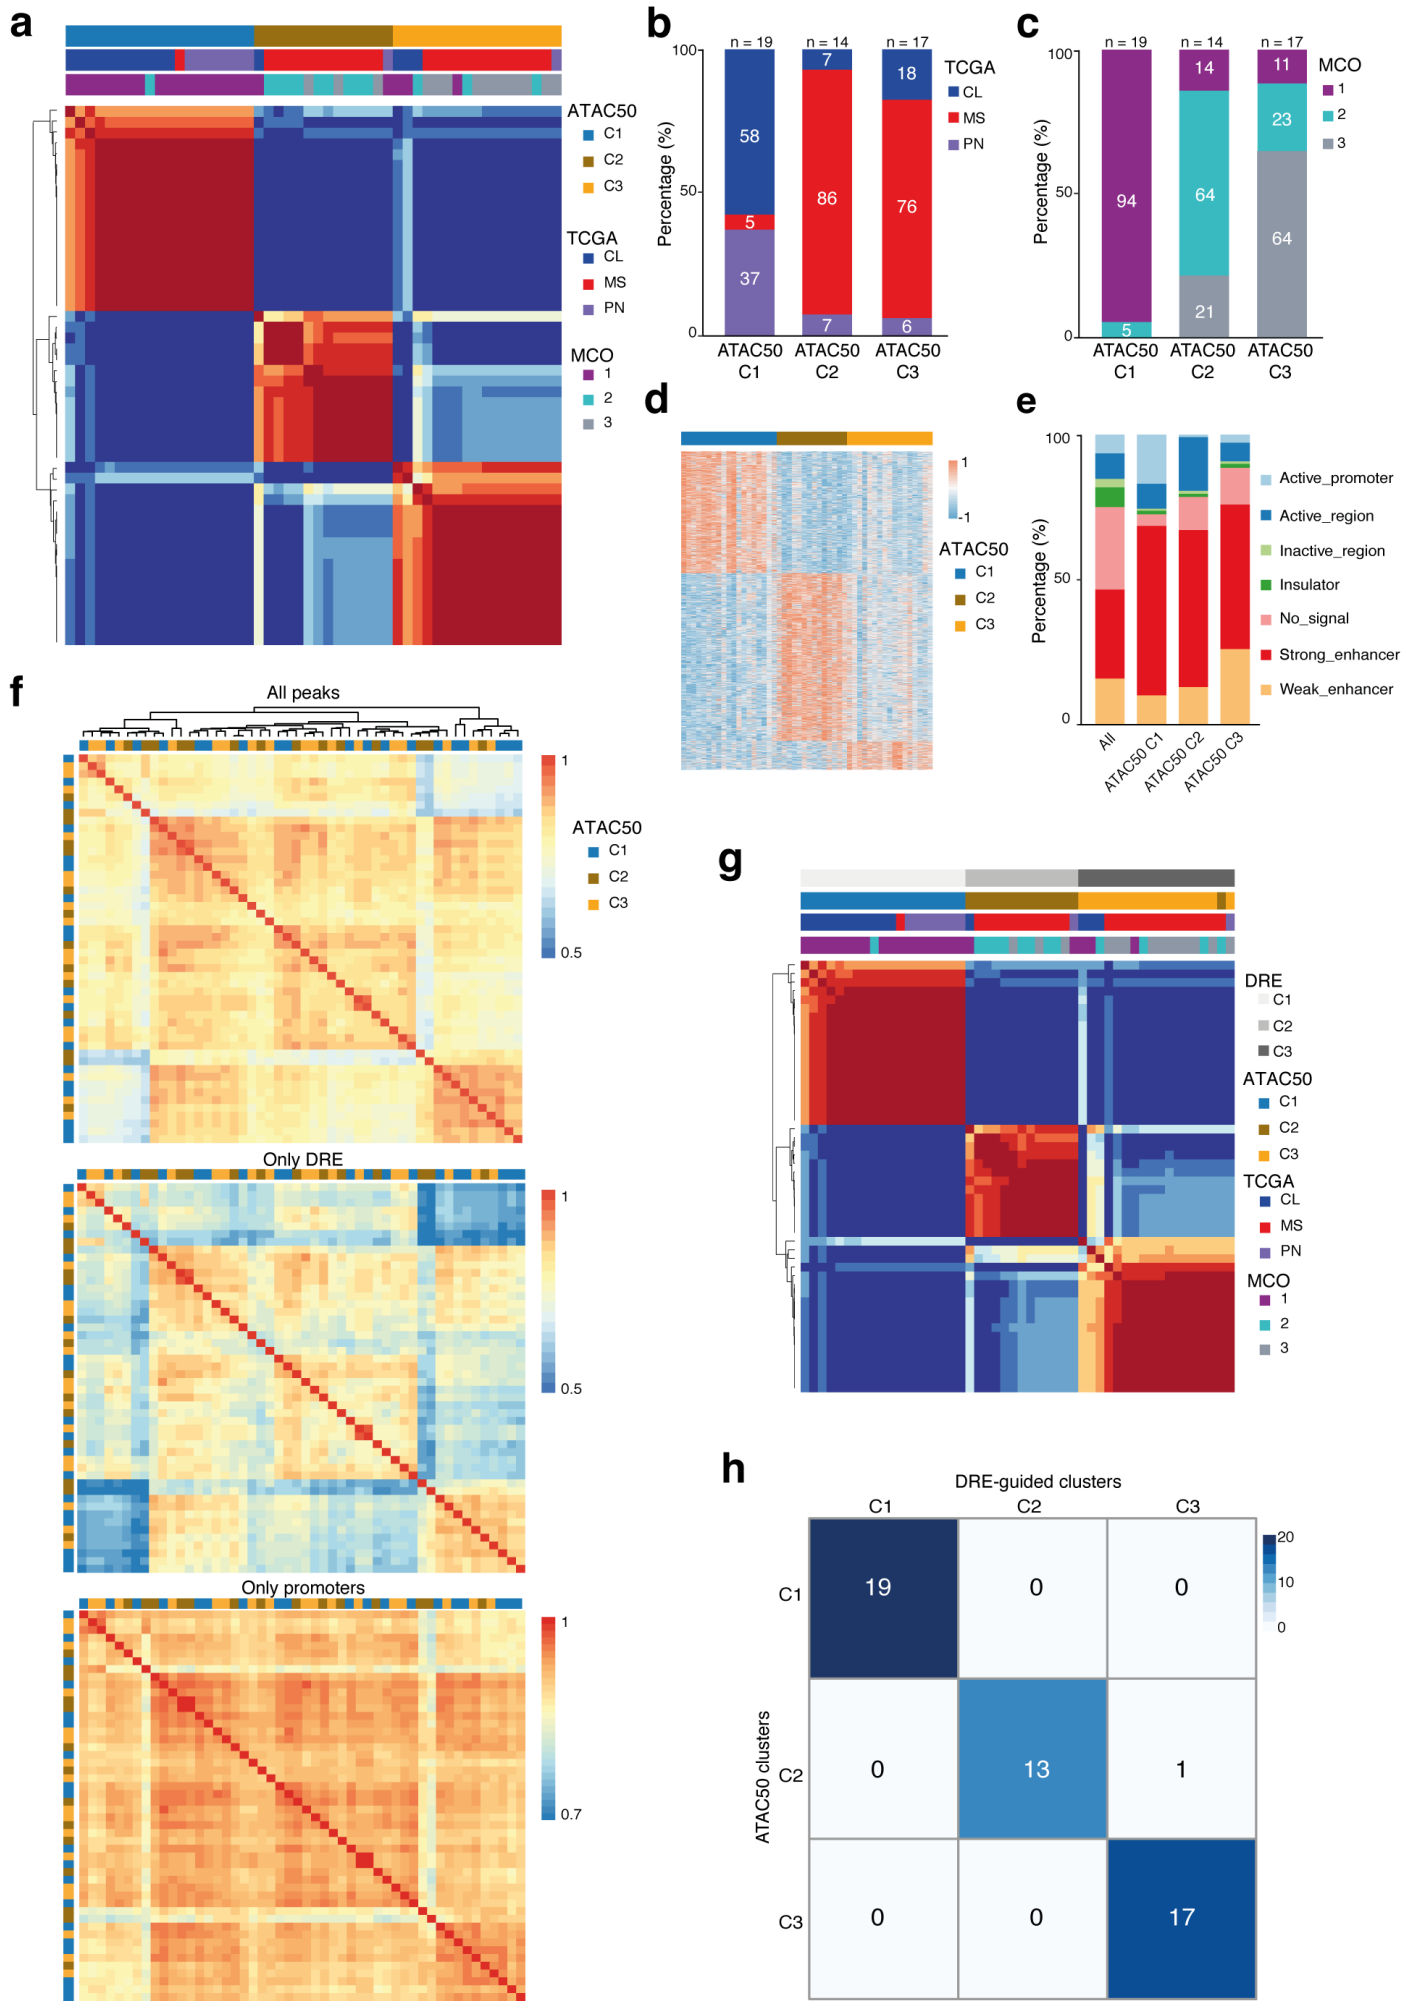 a
ATAC50
C1
C2
C3
TCGA
CL
MS
PN
MCO
1
2
3
b
n = 19 n = 14 n = 17
100
50
0
Percentage (%)
58
5
37
7
86
7
18
76
6
ATAC50 ATAC50 ATAC50
C1 C2 C3
TCGA
CL
MS
PN
c
n = 19 n = 14 n = 17
100
50
0
Percentage (%)
94
5
14
64
21
11
23
64
ATAC50 ATAC50 ATAC50
C1 C2 C3
MCO
1
2
3
d
1
-1
ATAC50
C1
C2
C3
e
100
50
0
Percentage (%)
All
ATAC50 C1
ATAC50 C2
ATAC50 C3
Active_promoter
Active_region
Inactive_region
Insulator
No_signal
Strong_enhancer
Weak_enhancer
f
All peaks
1
0.5
ATAC50
C1
C2
C3
Only DRE
1
0.5
Only promoters
1
0.7
g
DRE
C1
C2
C3
ATAC50
C1
C2
C3
TCGA
CL
MS
PN
MCO
1
2
3
h
DRE-guided clusters
C1 C2 C3
ATAC50 clusters
C1 19 0 0
C2 0 13 1
C3 0 0 17
20
10
0